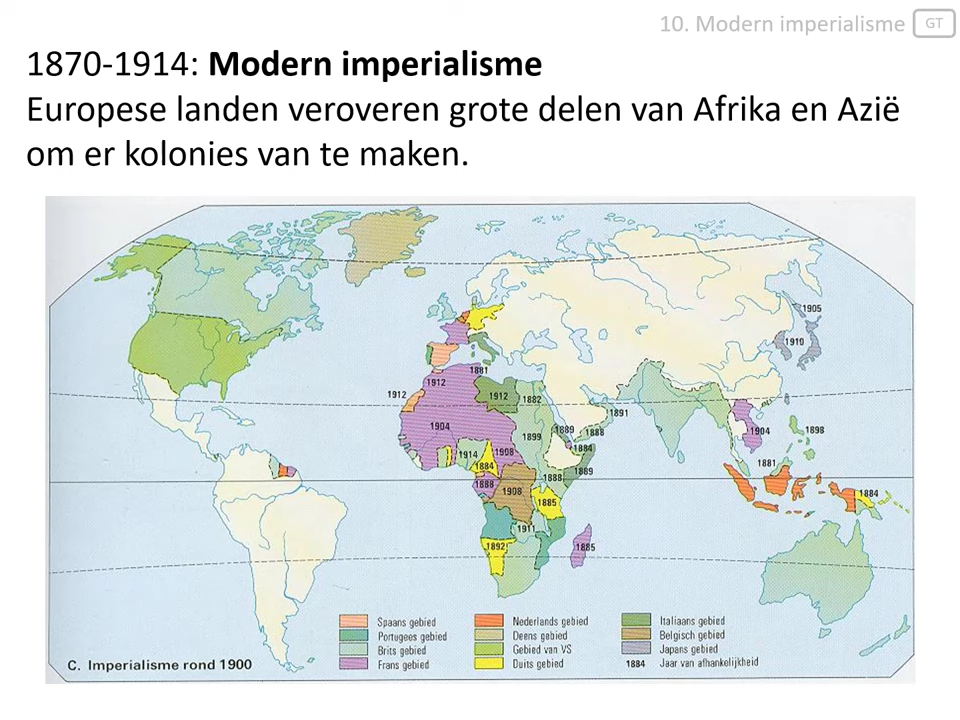 10. Modern imperialisme GT
1870-1914: Modern imperialisme
Europese landen veroveren grote delen van Afrika en Azië
om er kolonies van te maken.
1905
1910
1881
1912
1912
1912
1882
1891
1904
1899
1889
1888
1884
1904
1898
1914
1908
1884
1889
1881
1888
1908
1888
1885
1884
1911
1892
1885
Spaans gebied
Portugees gebied
Brits gebied
Frans gebied
Nederlands gebied
Deens gebied
Gebied van VS
Duits gebied
Italiaans gebied
Belgisch gebied
Japans gebied
1884 Jaar van afhankelijkheid
C. Imperialisme rond 1900